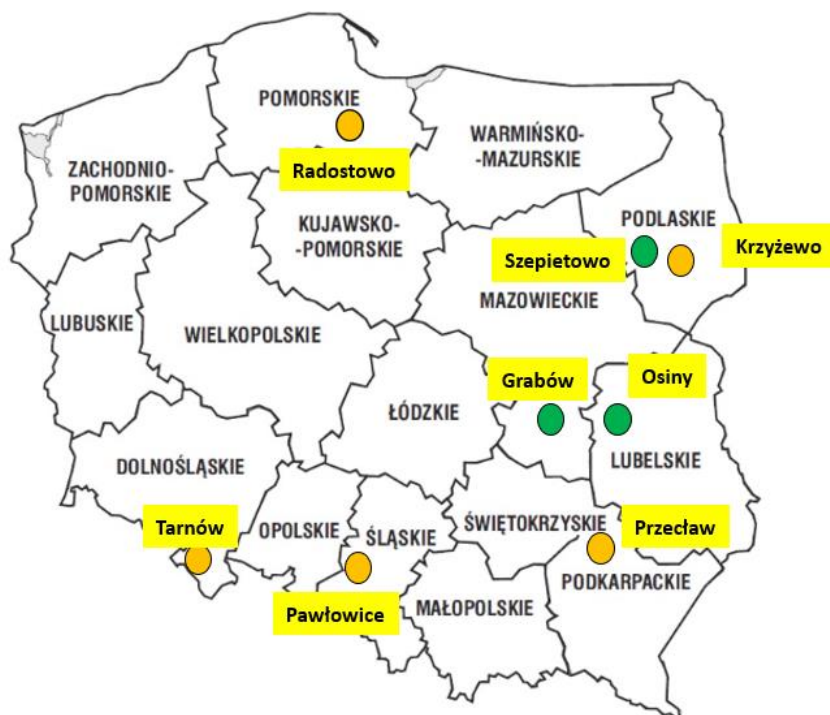 POMORSKIE
Radostowo
ZACHODNIO-
POMORSKIE
WARMIŃSKO-
-MAZURSKIE
KUJAWSKO-
-POMORSKIE
PODLASKIE
Szepietowo
Krzyżewo
MAZOWIECKIE
LUBUSKIE
WIELKOPOLSKIE
Grabów
Osiny
ŁÓDZKIE
DOLNOŚLĄSKIE
LUBELSKIE
Tarnów
OPOLSKIE
ŚLĄSKIE
ŚWIĘTOKRZYSKIE
Przecław
PODKARPACKIE
Pawłowice
MAŁOPOLSKIE